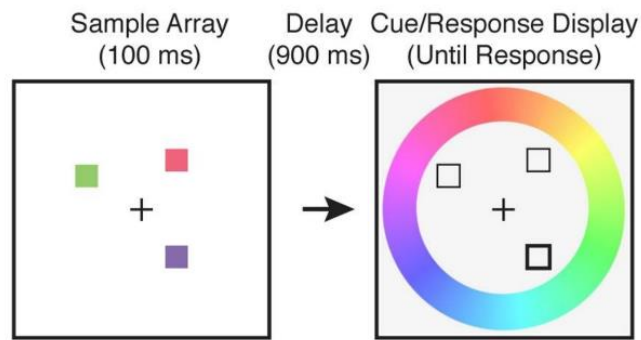 Sample Array
(100 ms)
Delay
(900 ms)
Cue/Response Display
(Until Response)